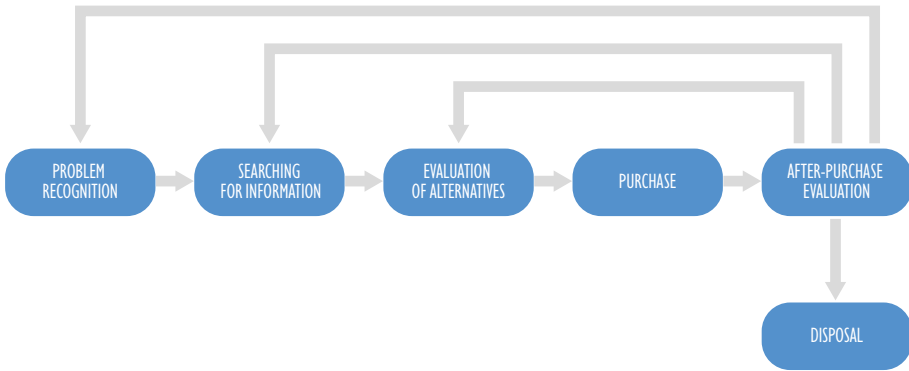 PROBLEM
RECOGNITION
SEARCHING
FOR INFORMATION
EVALUATION
OF ALTERNATIVES
PURCHASE
AFTER-PURCHASE
EVALUATION
DISPOSAL